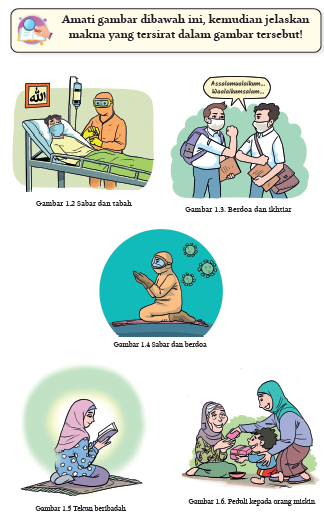 Amati gambar dibawah ini, kemudian jelaskan
makna yang tersirat dalam gambar tersebut!
الله
Assalamualaikum...
Waalaikumsalam...
Gambar 1.2 Sabar dan tabah
Gambar 1.3. Berdoa dan ikhtiar
Gambar 1.4 Sabar dan berdoa
Gambar 1.5 Tekun beribadah
Gambar 1.6. Peduli kepada orang miskin